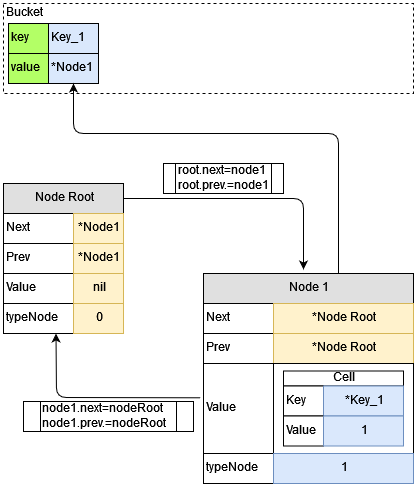 Bucket
key Key_1
value *Node1
root.next=node1
root.prev.=node1
Node Root
Next *Node1
Prev *Node1
Value nil
typeNode 0
Node 1
Next *Node Root
Prev *Node Root
Value
Cell
Key *Key_1
Value 1
typeNode 1
node1.next=nodeRoot
node1.prev.=nodeRoot